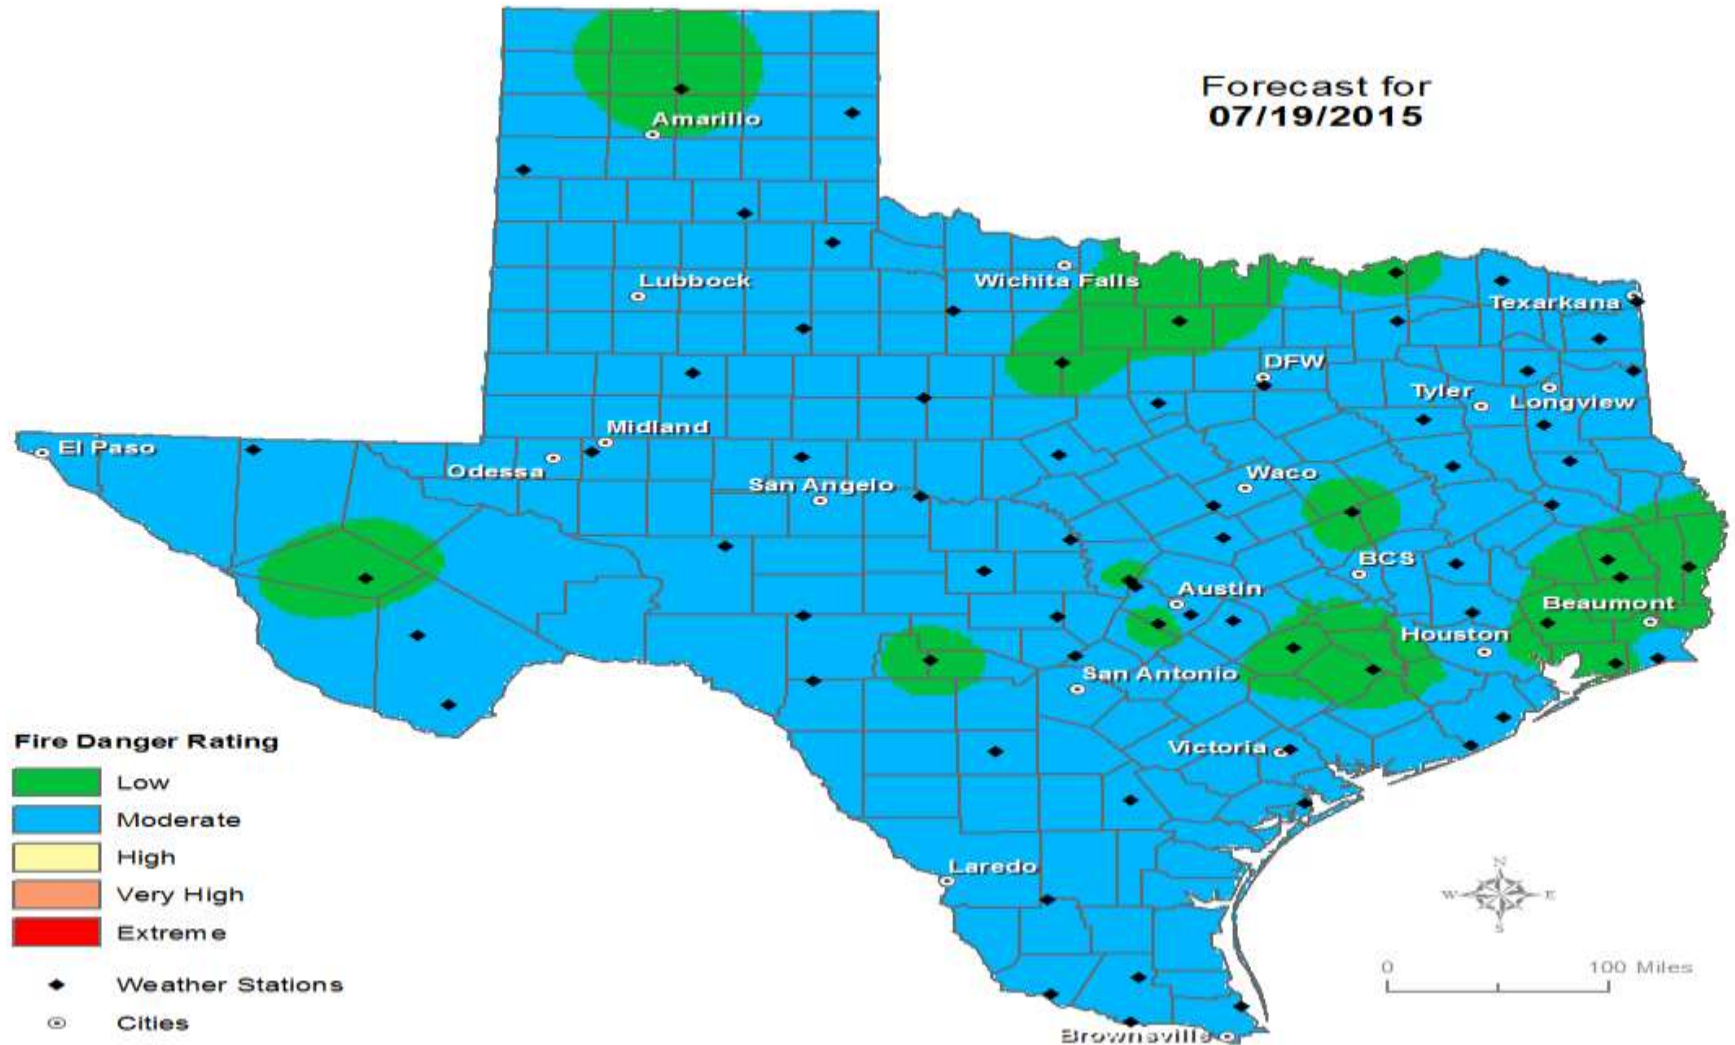 Forecast for
07/19/2015
Amarillo
Lubbock
Wichita Falls
Texarkana
DFW
Tyler
Longview
Midland
El Paso
Odessa
San Angelo
Waco
BCS
Austin
Beaumont
Houston
San Antonio
Victoria
Laredo
Brownsville
Fire Danger Rating
Low
Moderate
High
Very High
Extreme
Weather Stations
Cities
N
W E
S
0 100 Miles